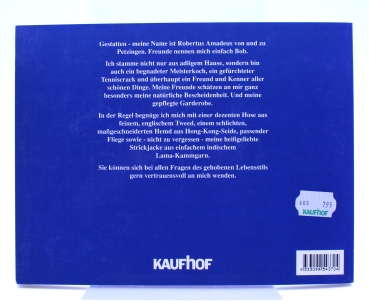 Gestatten - meine Name ist Robertus Amadeus von und zu
Petzingen. Freunde nennen mich einfach Bob.
Ich stamme nicht nur aus adligem Hause, sondern bin
auch ein begnadeter Meisterkoch, ein gefürchteter
Tenniscrack und überhaupt ein Freund und Kenner aller
schönen Dinge. Meine Freunde schätzen an mir ganz
besonders meine natürliche Bescheidenheit. Und meine
gepflegte Garderobe.
In der Regel begnüge ich mich mit einer dezenten Hose aus
feinem, englischem Tweed, einem schlichten,
maßgeschneiderten Hemd aus Hong-Kong-Seide, passender
Fliege sowie - nicht zu vergessen - meine heißgeliebte
Strickjacke aus einfachem indischem
Lama-Kammgarn.
Sie können sich bei allen Fragen des gehobenen Lebensstils
gern vertrauensvoll an mich wenden.
795
KAUFHOF
KAUFHOF